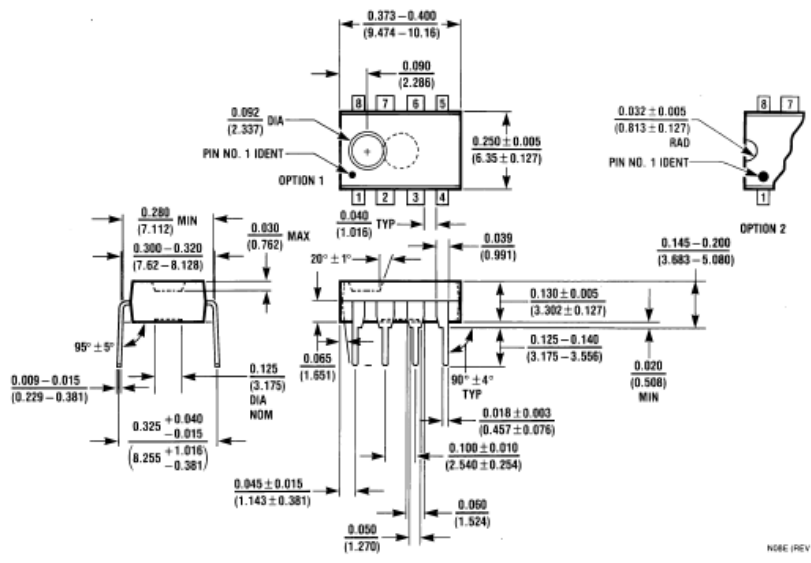 0.373 – 0.400
(9.474 – 10.16)
0.090
(2.286)
8 7 6 5
0.092 DIA
(2.337)
PIN NO. 1 IDENT
OPTION 1
1 2 3 4
0.250 ± 0.005
(6.35 ± 0.127)
0.032 ± 0.005
(0.813 ± 0.127)
RAD
PIN NO. 1 IDENT
8 7
1
OPTION 2
0.280 MIN
(7.112)
0.300 – 0.320
(7.62 – 8.128)
0.030 MAX
(0.762)
0.040 TYP
(1.016)
20° ± 1°
0.039
(0.991)
0.145 – 0.200
(3.683 – 5.080)
0.130 ± 0.005
(3.302 ± 0.127)
95° ± 5°
0.065
(1.651)
0.125 – 0.140
(3.175 – 3.556)
90° ± 4°
TYP
0.020
(0.508)
MIN
0.009 – 0.015
(0.229 – 0.381)
0.125
(3.175)
DIA
NOM
0.018 ± 0.003
(0.457 ± 0.076)
0.325 +0.040
−0.015
(8.255 +1.016
−0.381)
0.100 ± 0.010
(2.540 ± 0.254)
0.045 ± 0.015
(1.143 ± 0.381)
0.060
(1.524)
0.050
(1.270)
N08E (REV